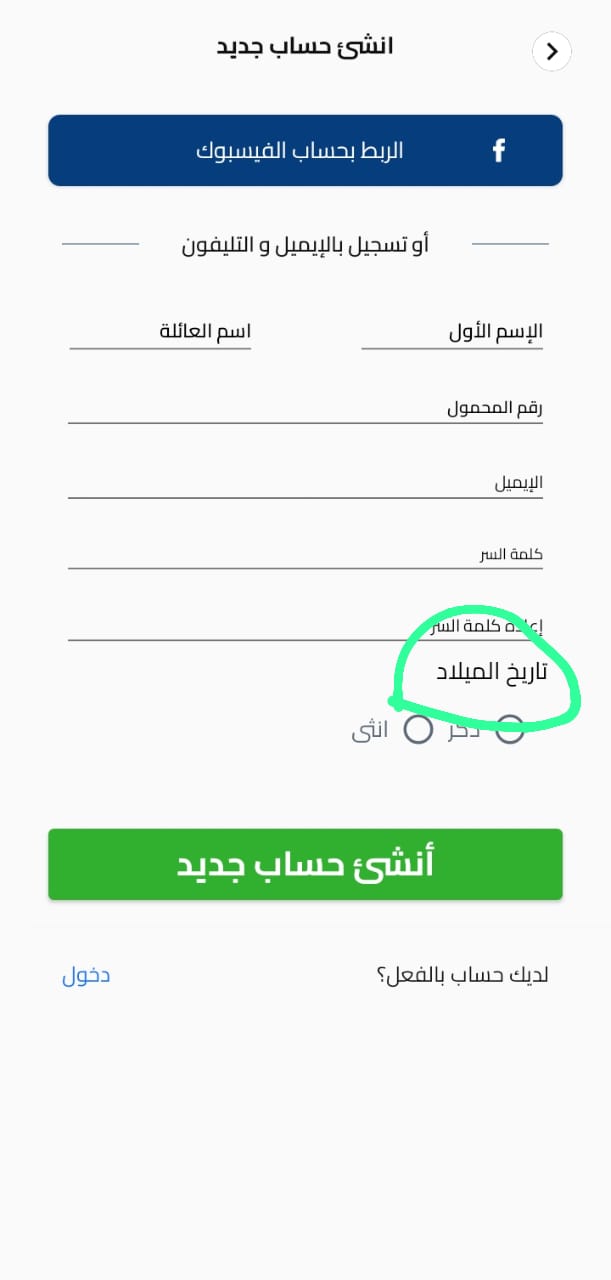 انشئ حساب جديد
الربط بحساب الفيسبوك
أو تسجيل بالإيميل و التليفون
الإسم الأول اسم العائلة
رقم المحمول
الإيميل
كلمة السر
إعادة كلمة السر
تاريخ الميلاد
ذكر انثى
أنشئ حساب جديد
لديك حساب بالفعل؟ دخول